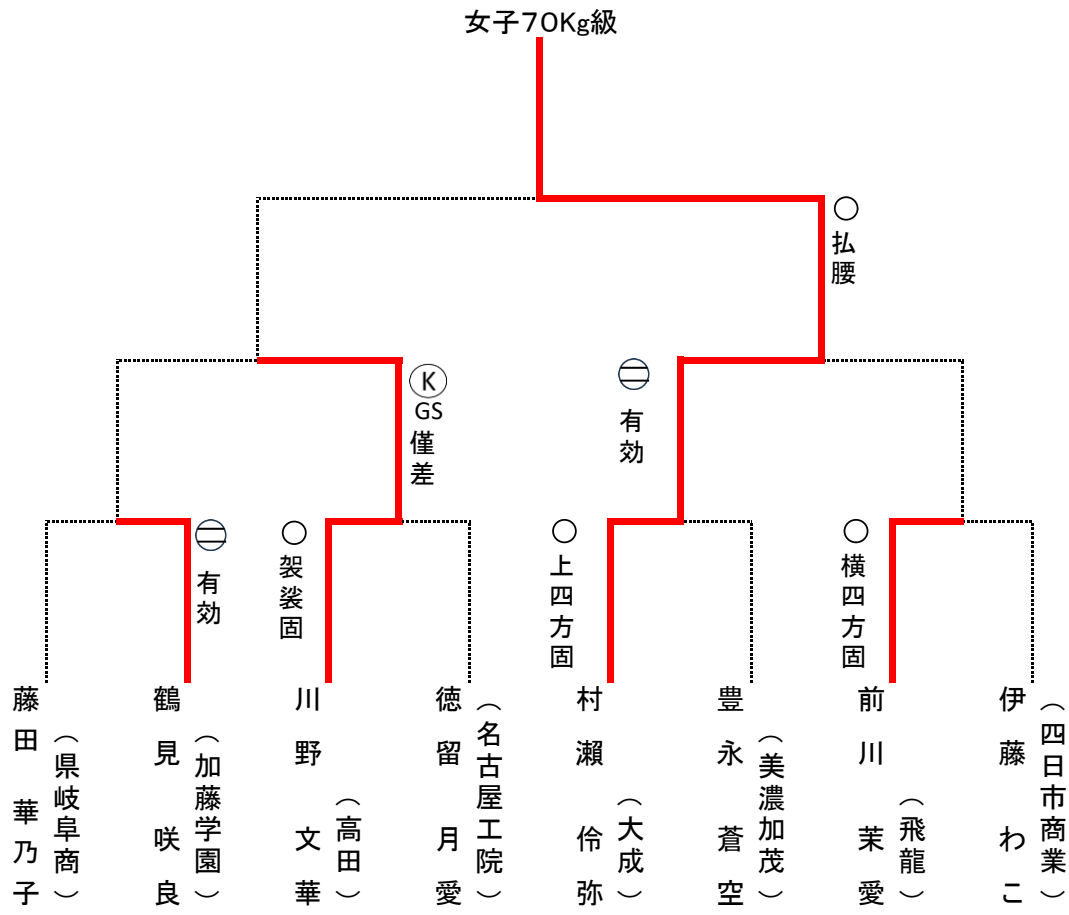 女子70Kg級
払腰
K
GS
僅差
有効
有効
袈裟固
上四方固
横四方固
藤田 華乃子
（県岐阜商）
鶴見 咲良
（加藤学園）
川野 文華
（高田）
徳留 月愛
（名古屋工院）
村瀨 伶弥
（大成）
豊永 蒼空
（美濃加茂）
前川 茉愛
（飛龍）
伊藤 わこ
（四日市商業）